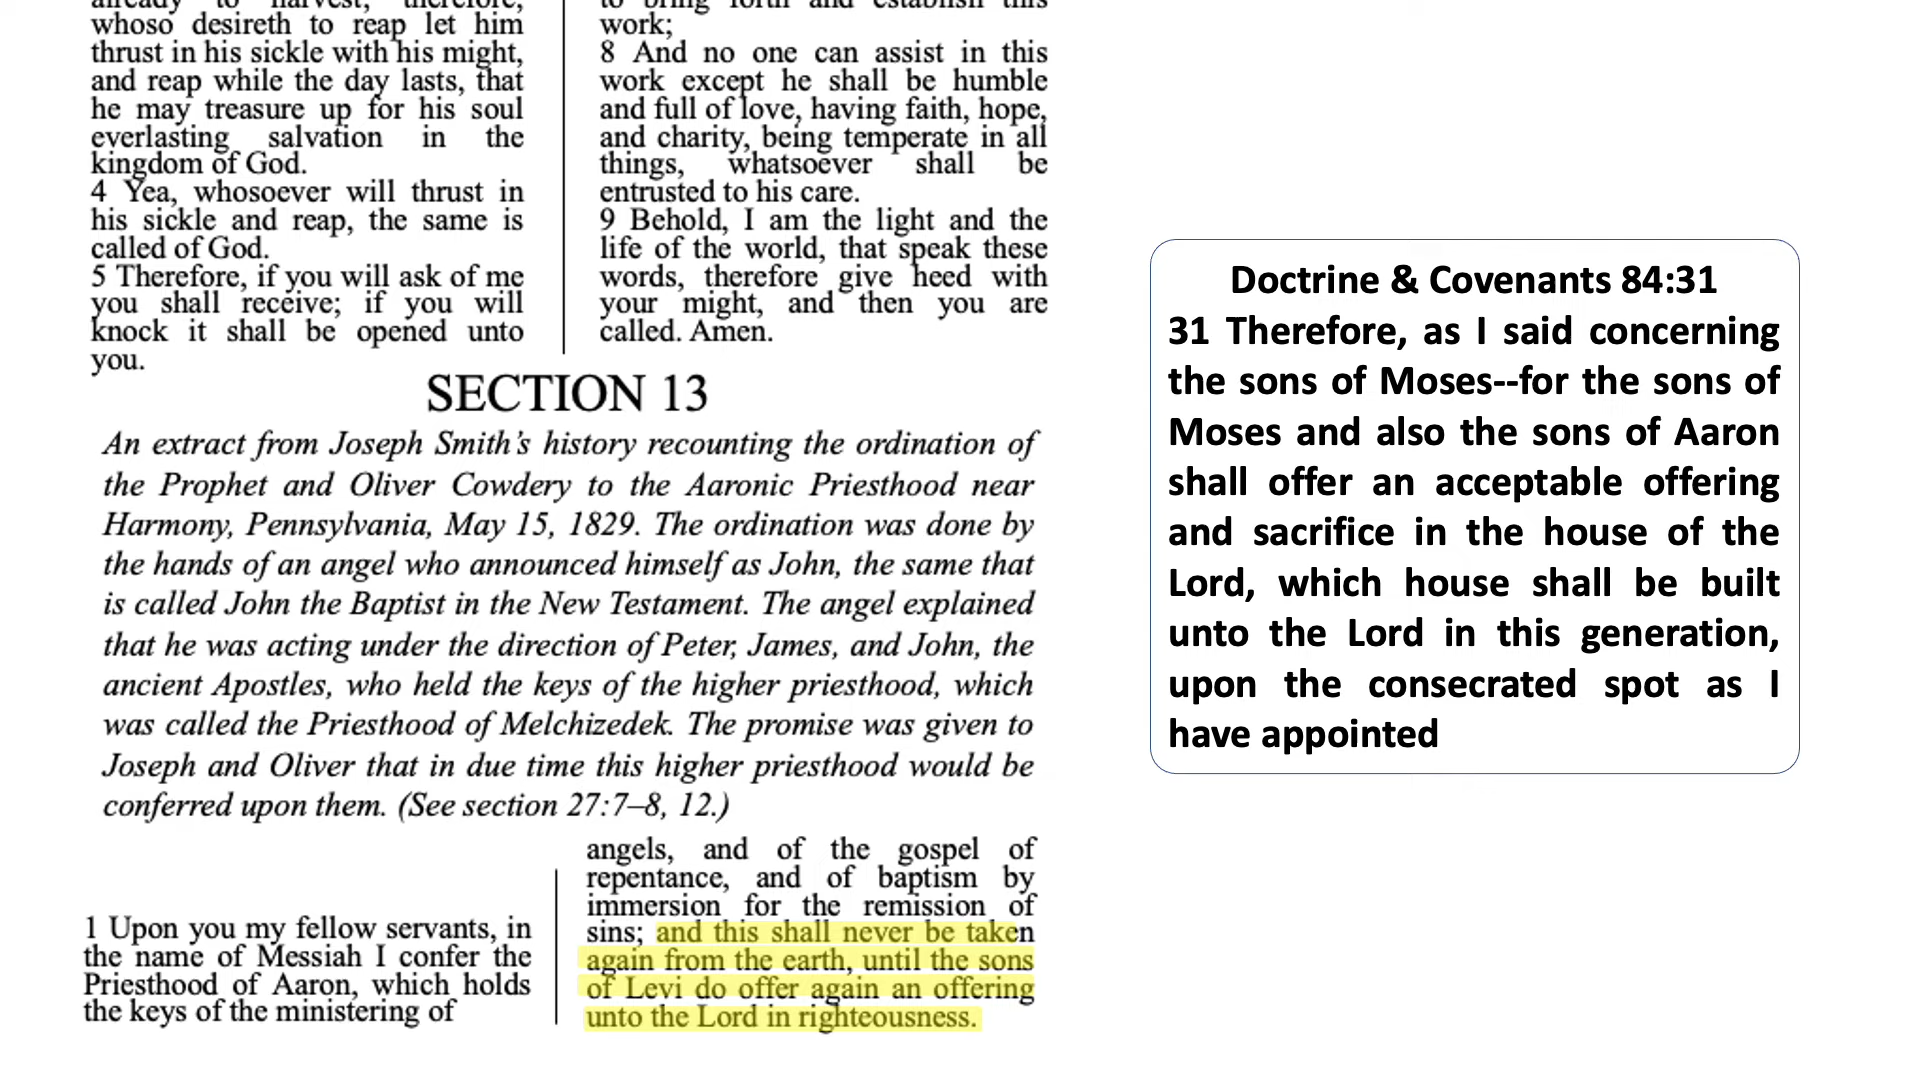 already to harvest; therefore,
whoso desireth to reap let him
thrust in his sickle with his might,
and reap while the day lasts, that
he may treasure up for his soul
everlasting salvation in the
kingdom of God.
4 Yea, whosoever will thrust in
his sickle and reap, the same is
called of God.
5 Therefore, if you will ask of me
you shall receive; if you will
knock it shall be opened unto
you.
to bring forth and establish this
work;
8 And no one can assist in this
work except he shall be humble
and full of love, having faith, hope,
and charity, being temperate in all
things, whatsoever shall be
entrusted to his care.
9 Behold, I am the light and the
life of the world, that speak these
words, therefore give heed with
your might, and then you are
called. Amen.
SECTION 13
An extract from Joseph Smith's history recounting the ordination of
the Prophet and Oliver Cowdery to the Aaronic Priesthood near
Harmony, Pennsylvania, May 15, 1829. The ordination was done by
the hands of an angel who announced himself as John, the same that
is called John the Baptist in the New Testament. The angel explained
that he was acting under the direction of Peter, James, and John, the
ancient Apostles, who held the keys of the higher priesthood, which
was called the Priesthood of Melchizedek. The promise was given to
Joseph and Oliver that in due time this higher priesthood would be
conferred upon them. (See section 27:7–8, 12.)
1 Upon you my fellow servants, in
the name of Messiah I confer the
Priesthood of Aaron, which holds
the keys of the ministering of
angels, and of the gospel of
repentance, and of baptism by
immersion for the remission of
sins; and this shall never be taken
again from the earth, until the sons
of Levi do offer again an offering
unto the Lord in righteousness.
Doctrine & Covenants 84:31
31 Therefore, as I said concerning
the sons of Moses--for the sons of
Moses and also the sons of Aaron
shall offer an acceptable offering
and sacrifice in the house of the
Lord, which house shall be built
unto the Lord in this generation,
upon the consecrated spot as I
have appointed